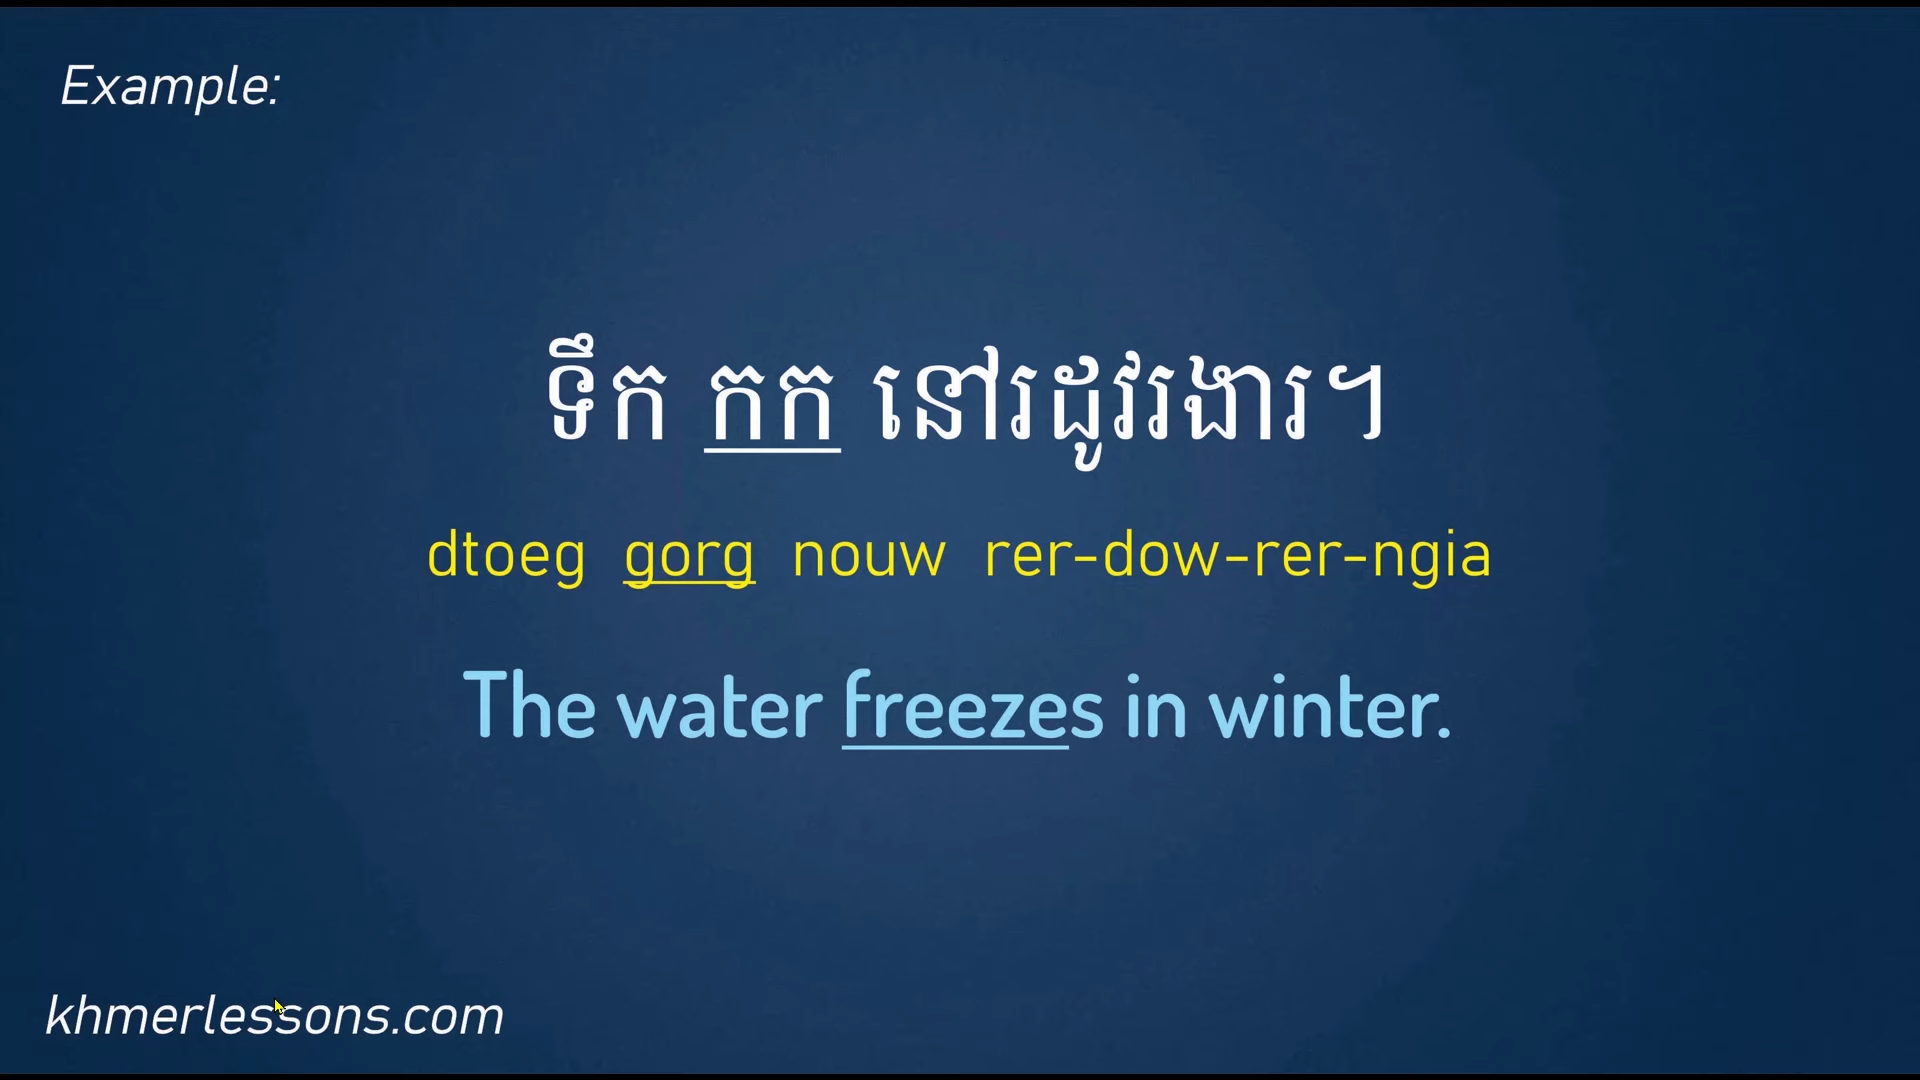 Example:
ទឹក កក នៅរដូវរងារ។
dtoeg gorg nouw rer-dow-rer-ngia
The water freezes in winter.
khmerlessons.com